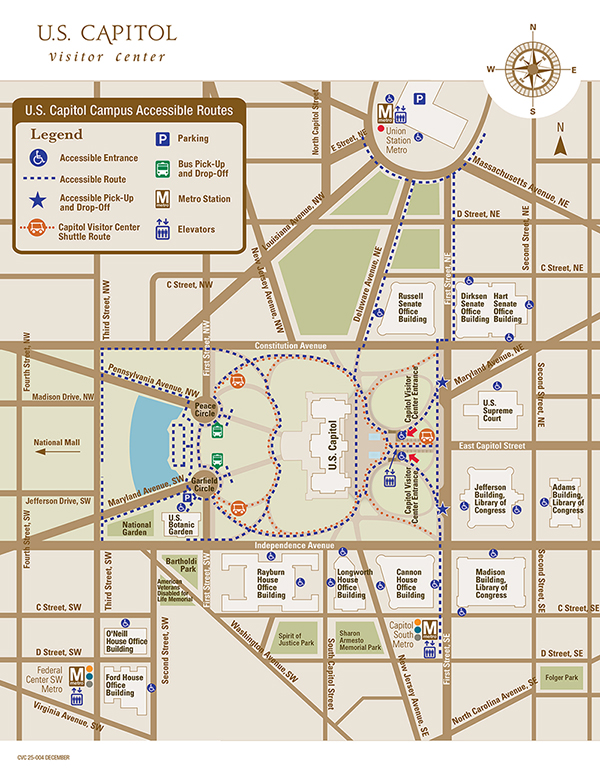 U.S. CAPITOL
Visitor Center
N
W
E
S
N
U.S. Capitol Campus Accessible Routes
Legend
Accessible Entrance
Accessible Route
Accessible Pick-Up
and Drop-Off
Capitol Visitor Center
Shuttle Route
P
Parking
Bus Pick-Up
and Drop-Off
M
metro
Metro Station
Elevators
North Capitol Street
E Street, NE
M
metro
P
Union
Station
Metro
Massachusetts Avenue, NE
Louisiana Avenue, NW
New Jersey Avenue, NW
Delaware Avenue, NE
First Street, NE
D Street, NE
Second Street, NE
C Street, NE
C Street, NW
Third Street, NW
First Street, NW
Russell
Senate
Office
Building
Dirksen
Senate
Office
Building
Hart
Senate
Office
Building
Constitution Avenue
Fourth Street, NW
Pennsylvania Avenue, NW
Madison Drive, NW
Peace
Circle
Maryland Avenue, NE
U.S.
Supreme
Court
Second Street, NE
National Mall
U.S. Capitol
Capitol Visitor
Center Entrance
Capitol Visitor
Center Entrance
East Capitol Street
Maryland Avenue, SW
Garfield
Circle
Jefferson Drive, SW
Fourth Street, SW
P
U.S.
Botanic
Garden
National
Garden
Jefferson
Building,
Library of
Congress
Adams
Building,
Library of
Congress
Independence Avenue
Bartholdi
Park
American
Veterans
Disabled for
Life Memorial
First Street, SW
Rayburn
House
Office
Building
Longworth
House
Office
Building
Cannon
House
Office
Building
Madison
Building,
Library of
Congress
Second Street, SE
C Street, SW
C Street, SE
Third Street, SW
Second Street, SW
O'Neill
House Office
Building
D Street, SW
Federal
Center SW
Metro
M
metro
Ford House
Office
Building
Virginia Avenue, SW
Washington Avenue, SW
Spirit of
Justice Park
South Capitol Street
Sharon
Armesto
Memorial Park
New Jersey Avenue, SE
Capitol
South
Metro
M
metro
First Street, SE
D Street, SE
Folger Park
North Carolina Avenue, SE
CVC 25-004 DECEMBER